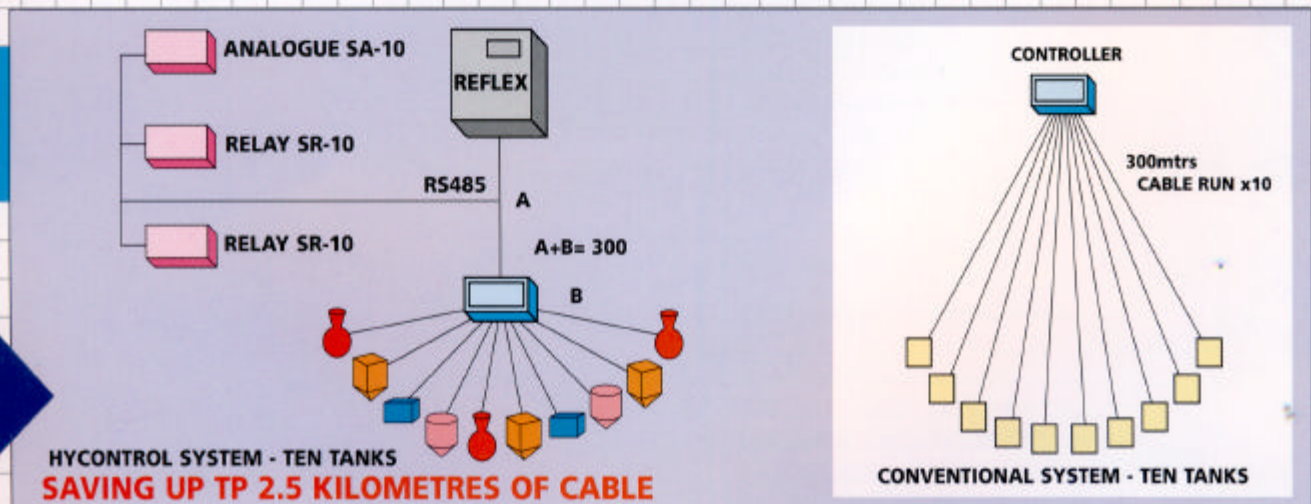 ANALOGUE SA-10
RELAY SR-10
RELAY SR-10
REFLEX
RS485
A
A+B= 300
B
HYCONTROL SYSTEM - TEN TANKS
SAVING UP TP 2.5 KILOMETRES OF CABLE
CONTROLLER
300mtrs
CABLE RUN x10
CONVENTIONAL SYSTEM - TEN TANKS